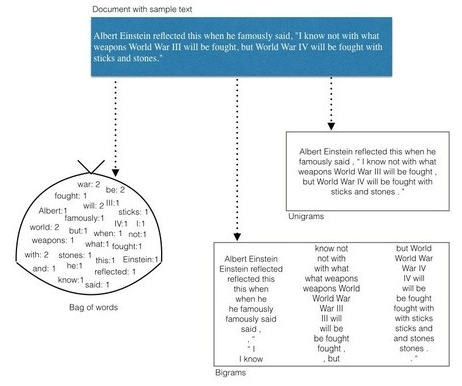 Document with sample text
Albert Einstein reflected this when he famously said, "I know not with what
weapons World War III will be fought, but World War IV will be fought with
sticks and stones."
Albert Einstein reflected this when he
famously said , " I know not with what
weapons World War III will be fought ,
but World War IV will be fought with
sticks and stones . "
Unigrams
war: 2
be: 2
fought: 1
will: 2
III:1
Albert:1
sticks: 1
famously:1
IV:1
I:1
world: 2
but:1
when: 1
not:1
weapons: 1
what:1
fought:1
with: 2
stones: 1
this:1
Einstein:1
and: 1
he:1
reflected: 1
know:1
said: 1
Bag of words
Albert Einstein
Einstein reflected
reflected this
this when
when he
he famously
famously said
said ,
, "
" I
I know
know not
not with
with what
what weapons
weapons World
World War
War III
III will
will be
be fought
fought ,
, but
but World
World War
War IV
IV will
will be
be fought
fought with
with sticks
sticks and
and stones
stones .
. "
Bigrams